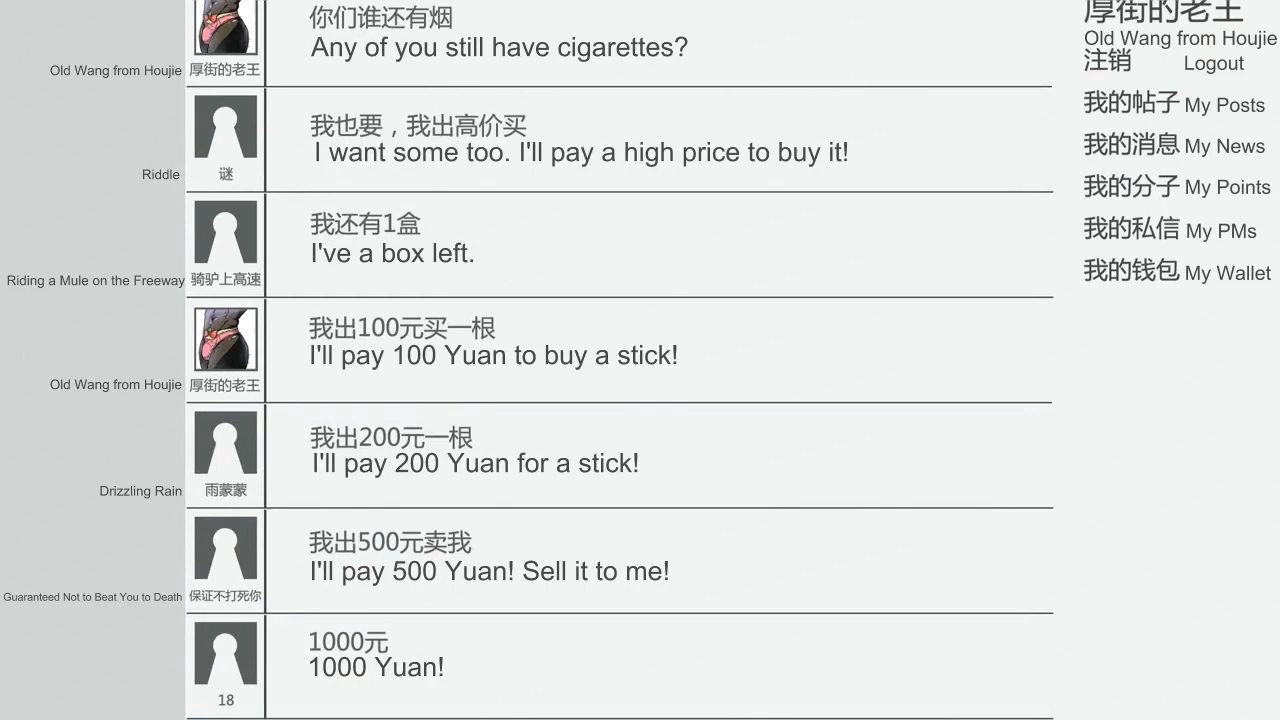 你们谁还有烟
Any of you still have cigarettes?
Old Wang from Houjie
厚街的老王
我也要，我出高价买
I want some too. I'll pay a high price to buy it!
Riddle
谜
我还有1盒
I've a box left.
Riding a Mule on the Freeway
骑驴上高速
我出100元买一根
I'll pay 100 Yuan to buy a stick!
Old Wang from Houjie
厚街的老王
我出200元一根
I'll pay 200 Yuan for a stick!
Drizzling Rain
雨蒙蒙
我出500元卖我
I'll pay 500 Yuan! Sell it to me!
Guaranteed Not to Beat You to Death
保证不打死你
1000元
1000 Yuan!
18
厚街的老王
Old Wang from Houjie
注销 Logout
我的帖子 My Posts
我的消息 My News
我的分子 My Points
我的私信 My PMs
我的钱包 My Wallet